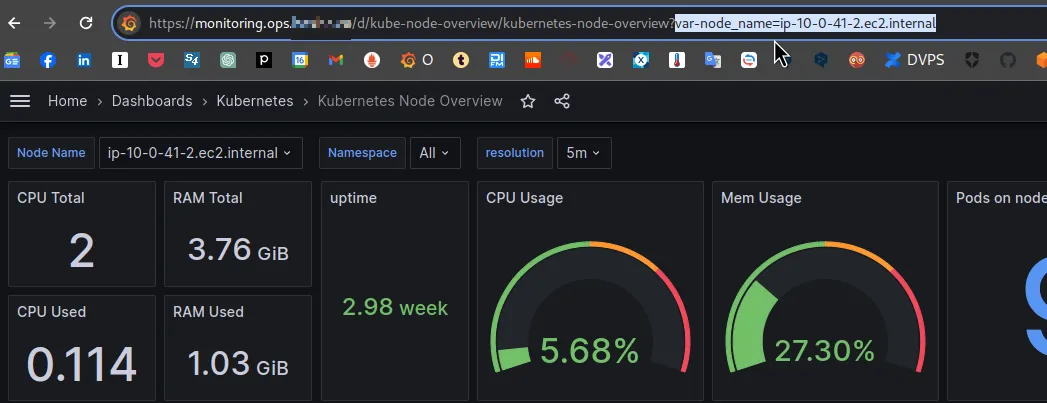 https://monitoring.ops. /d/kube-node-overview/kubernetes-node-overview?var-node_name=ip-10-0-41-2.ec2.internal
O DVPS
Home › Dashboards › Kubernetes › Kubernetes Node Overview
Node Name ip-10-0-41-2.ec2.internal Namespace All resolution 5m
CPU Total RAM Total uptime CPU Usage Mem Usage Pods on node
2 3.76 GiB
2.98 week
CPU Used RAM Used
0.114 1.03 GiB 5.68% 27.30%